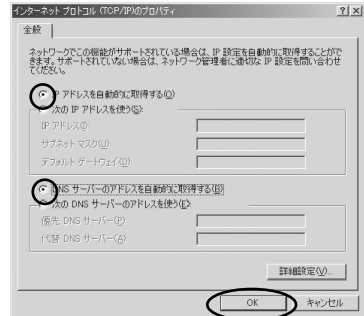 インターネット プロトコル (TCP/IP)のプロパティ
? ×
全般
ネットワークでこの機能がサポートされている場合は、IP 設定を自動的に取得することがで
きます。サポートされていない場合は、ネットワーク管理者に適切な IP 設定を問い合わせ
てください。
IP アドレスを自動的に取得する(O)
次の IP アドレスを使う(S):
IP アドレス(I):
サブネット マスク(U):
デフォルト ゲートウェイ(D):
DNS サーバーのアドレスを自動的に取得する(B)
次の DNS サーバーのアドレスを使う(E):
優先 DNS サーバー(P):
代替 DNS サーバー(A):
詳細設定(V)...
OK
キャンセル